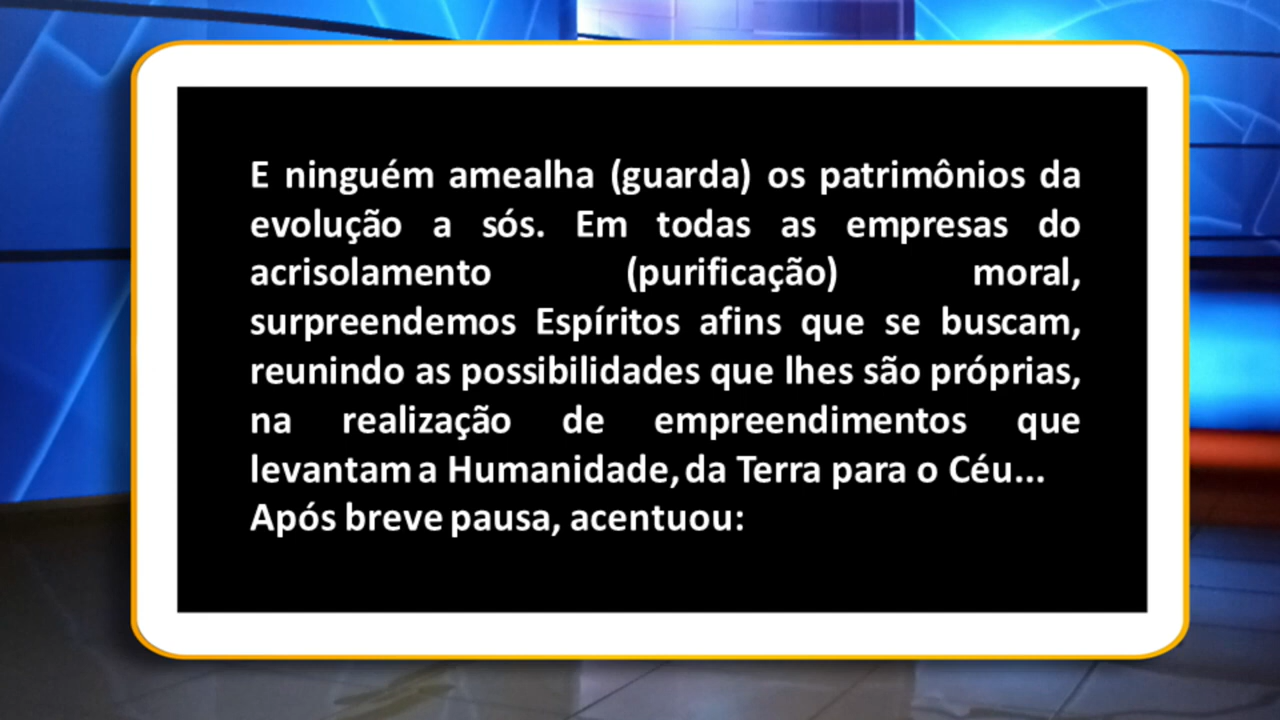 E ninguém amealha (guarda) os patrimônios da
evolução a sós. Em todas as empresas do
acrisolamento (purificação) moral,
surpreendemos Espíritos afins que se buscam,
reunindo as possibilidades que lhes são próprias,
na realização de empreendimentos que
levantam a Humanidade, da Terra para o Céu...
Após breve pausa, acentuou: